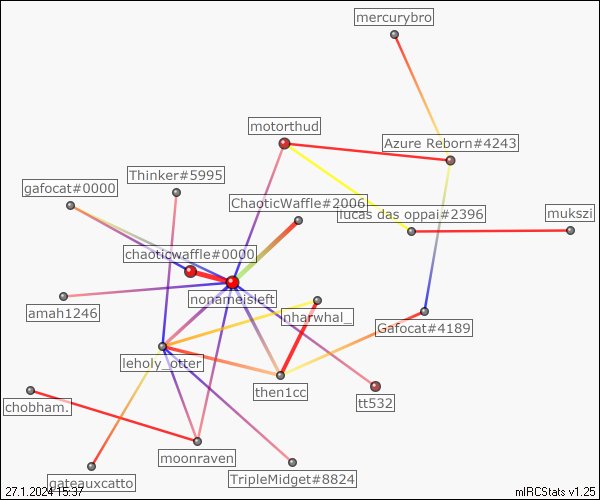 mercurybro
motorthud
Azure Reborn#4243
Thinker#5995
gafocat#0000
ChaoticWaffle#2006
lucas das oppai#2396
mukszi
chaoticwaffle#0000
nonameisleft
amah1246
nharwhal_
Gafocat#4189
leholy_otter
then1cc
tt532
chobham.
moonraven
gateauxcatto
TripleMidget#8824
27.1.2024 15:37
mIRCStats v1.25